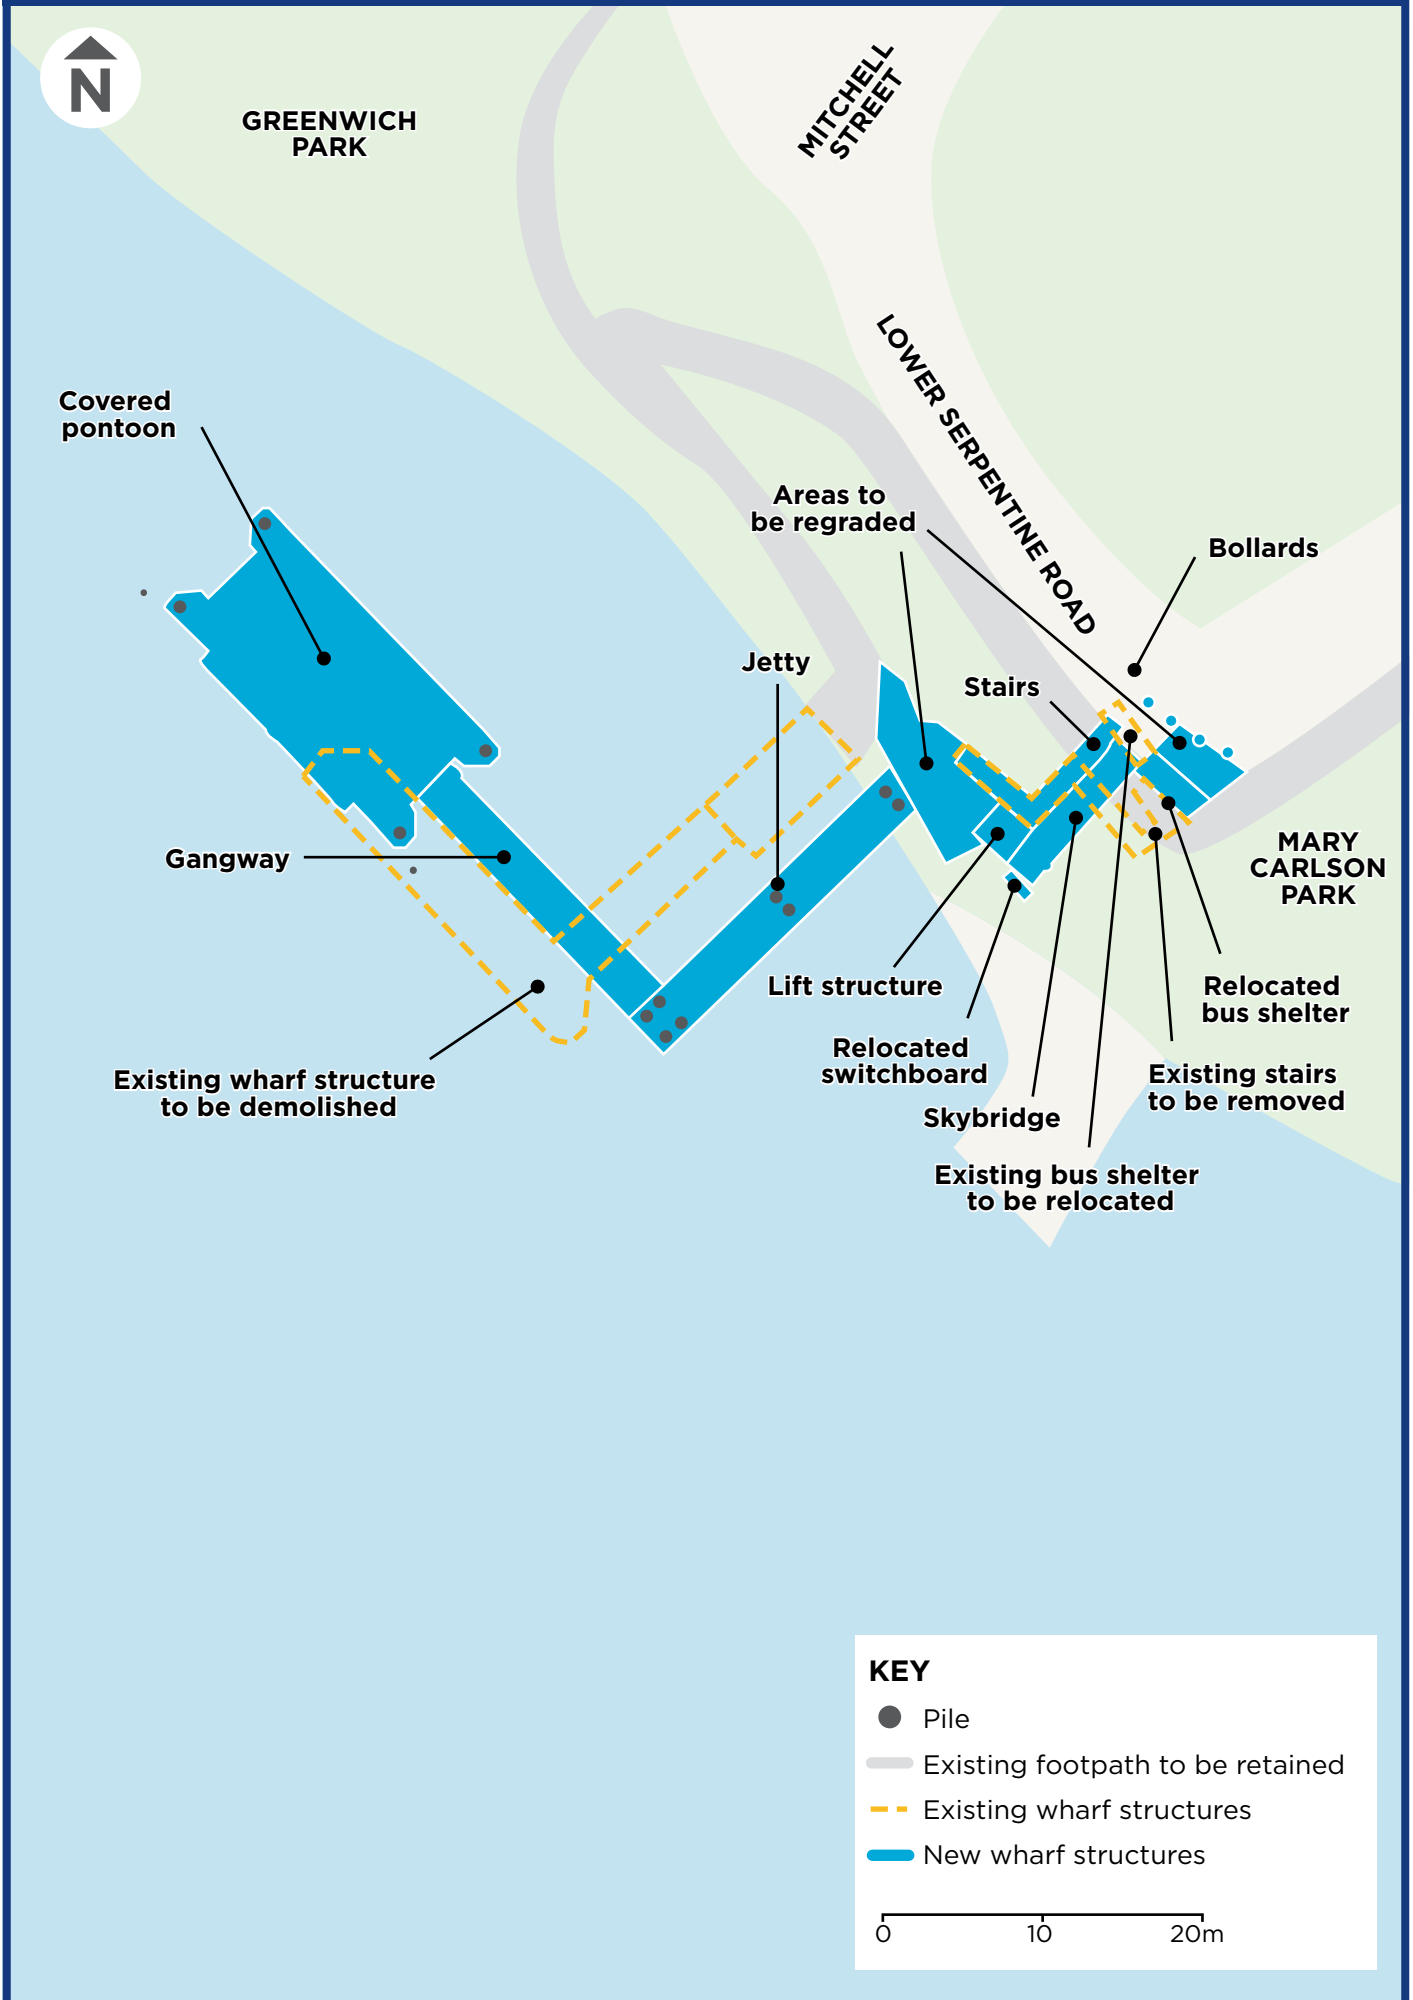 N
GREENWICH
PARK
MITCHELL
STREET
LOWER SERPENTINE ROAD
Covered
pontoon
Areas to
be regraded
Bollards
Jetty
Stairs
Gangway
MARY
CARLSON
PARK
Lift structure
Relocated
bus shelter
Relocated
switchboard
Existing wharf structure
to be demolished
Existing stairs
to be removed
Skybridge
Existing bus shelter
to be relocated
KEY
Pile
Existing footpath to be retained
Existing wharf structures
New wharf structures
0 10 20m